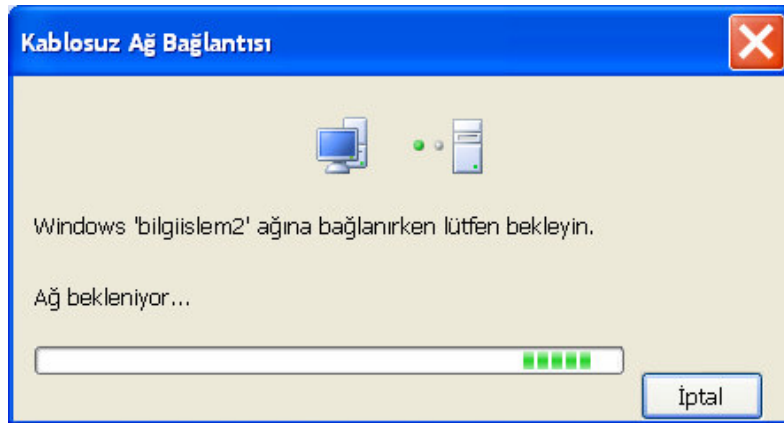 Kablosuz Ağ Bağlantısı
Windows 'bilgiislem2' ağına bağlanırken lütfen bekleyin.
Ağ bekleniyor...
İptal